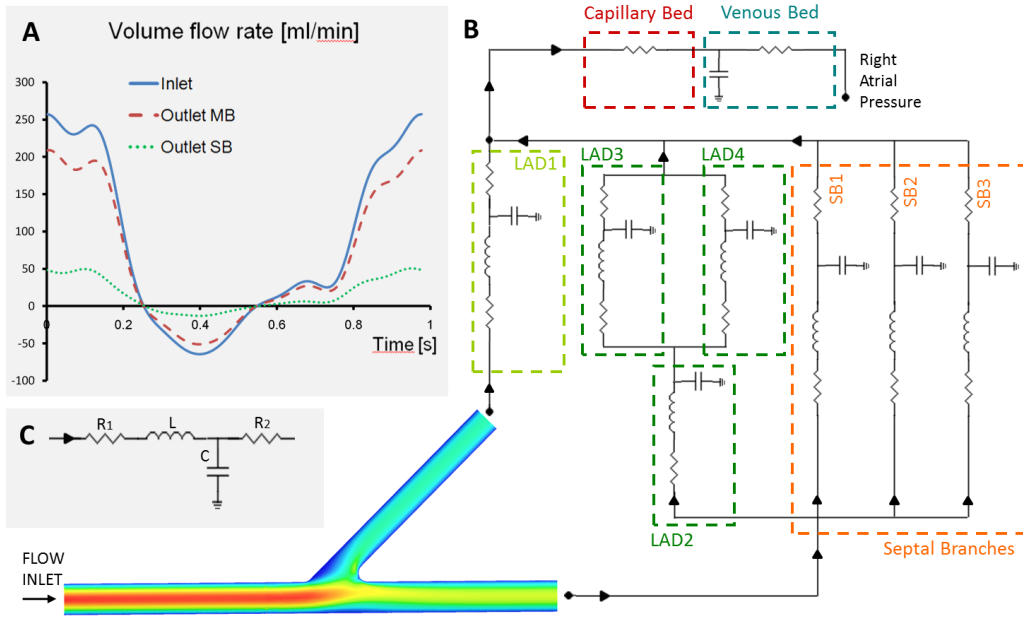 A
Volume flow rate [ml/min]
300
250
200
150
100
50
0
-50
-100
Inlet
Outlet MB
Outlet SB
0
0.2
0.4
0.6
0.8
1
Time [s]
B
Capillary Bed
Venous Bed
Right
Atrial
Pressure
LAD1
LAD3
LAD4
SB1
SB2
SB3
LAD2
Septal Branches
C
R1
L
R2
C
FLOW
INLET